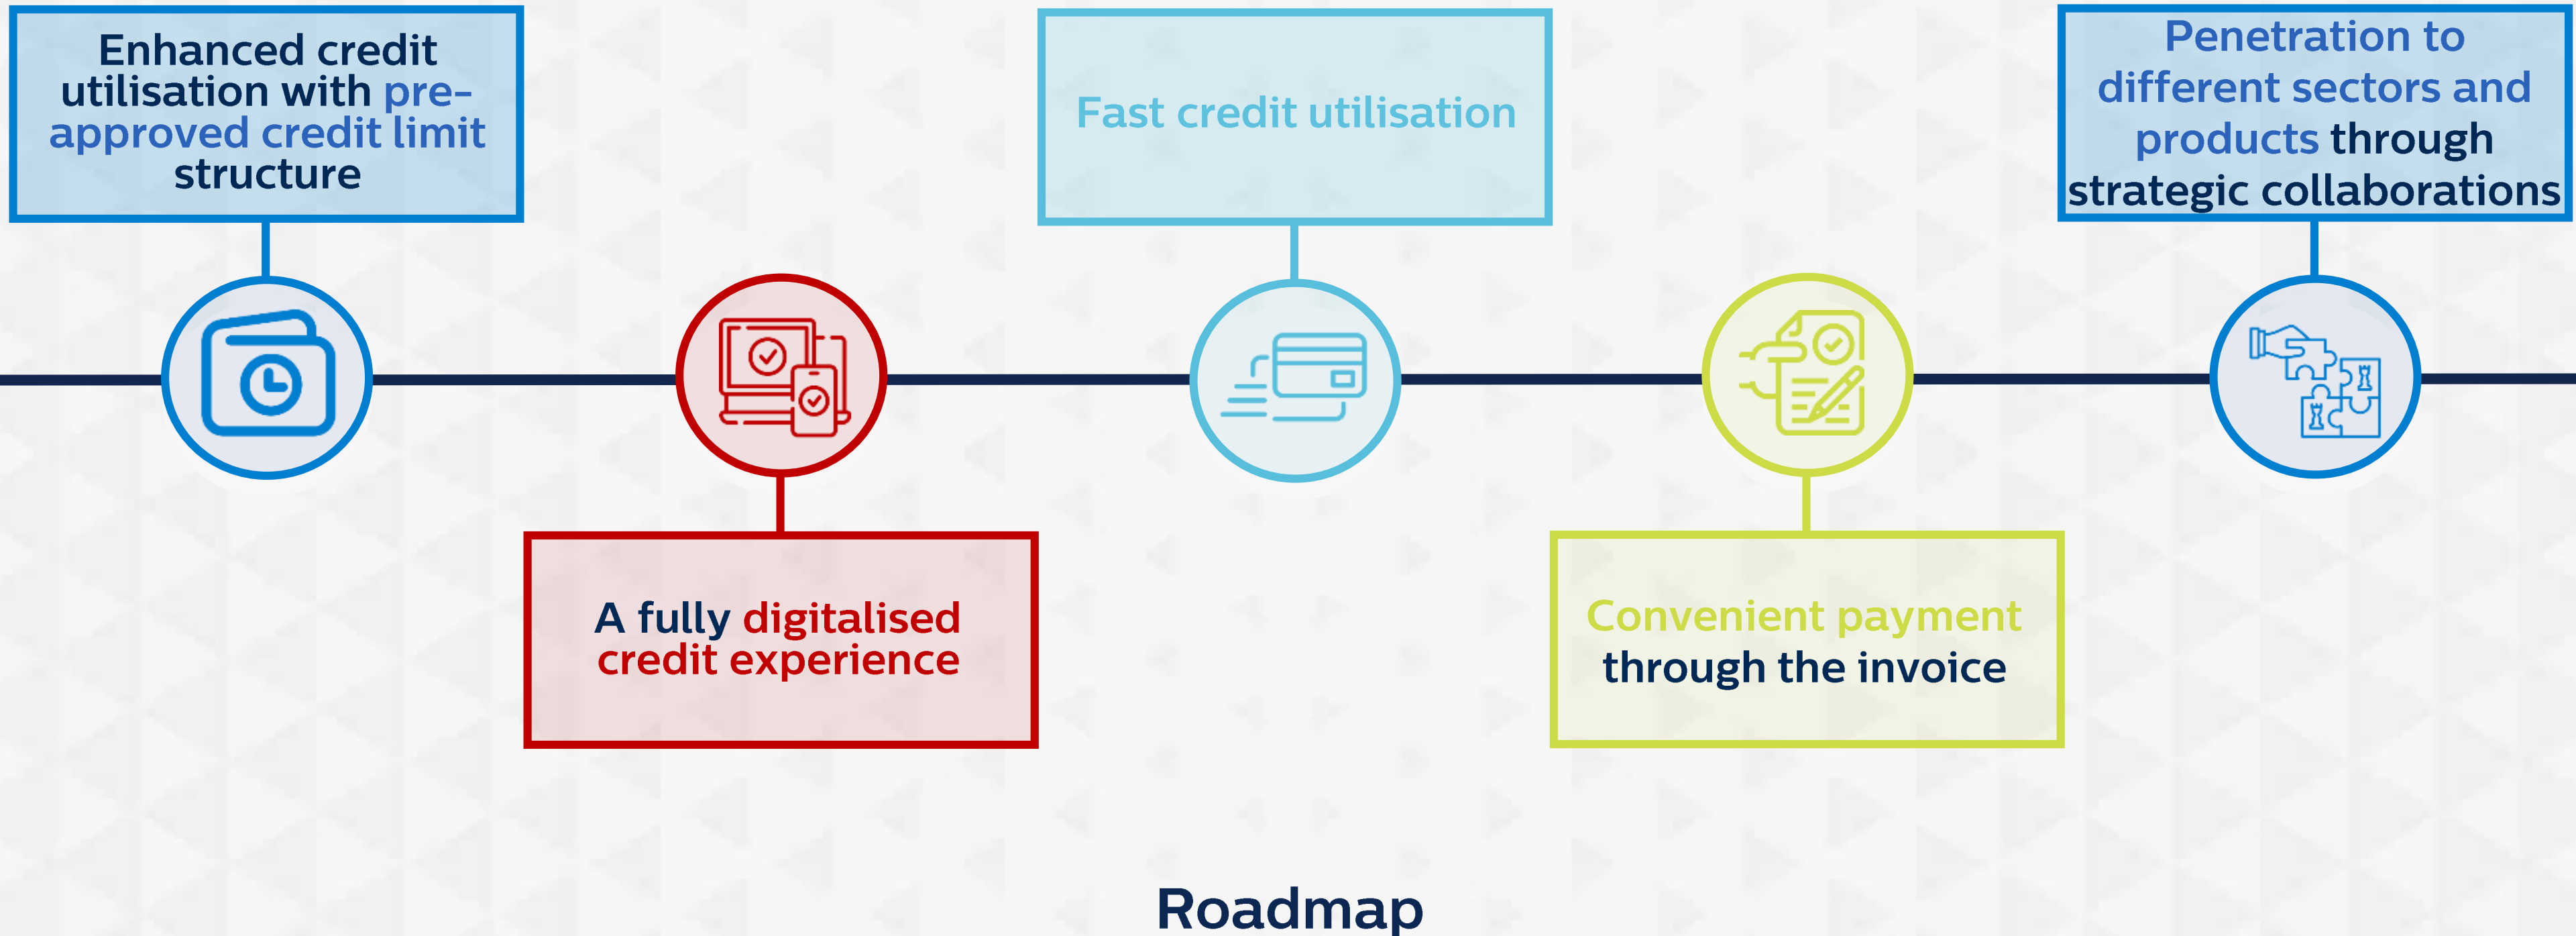 Enhanced credit
utilisation with pre-
approved credit limit
structure
A fully digitalised
credit experience
Fast credit utilisation
Convenient payment
through the invoice
Penetration to
different sectors and
products through
strategic collaborations
Roadmap